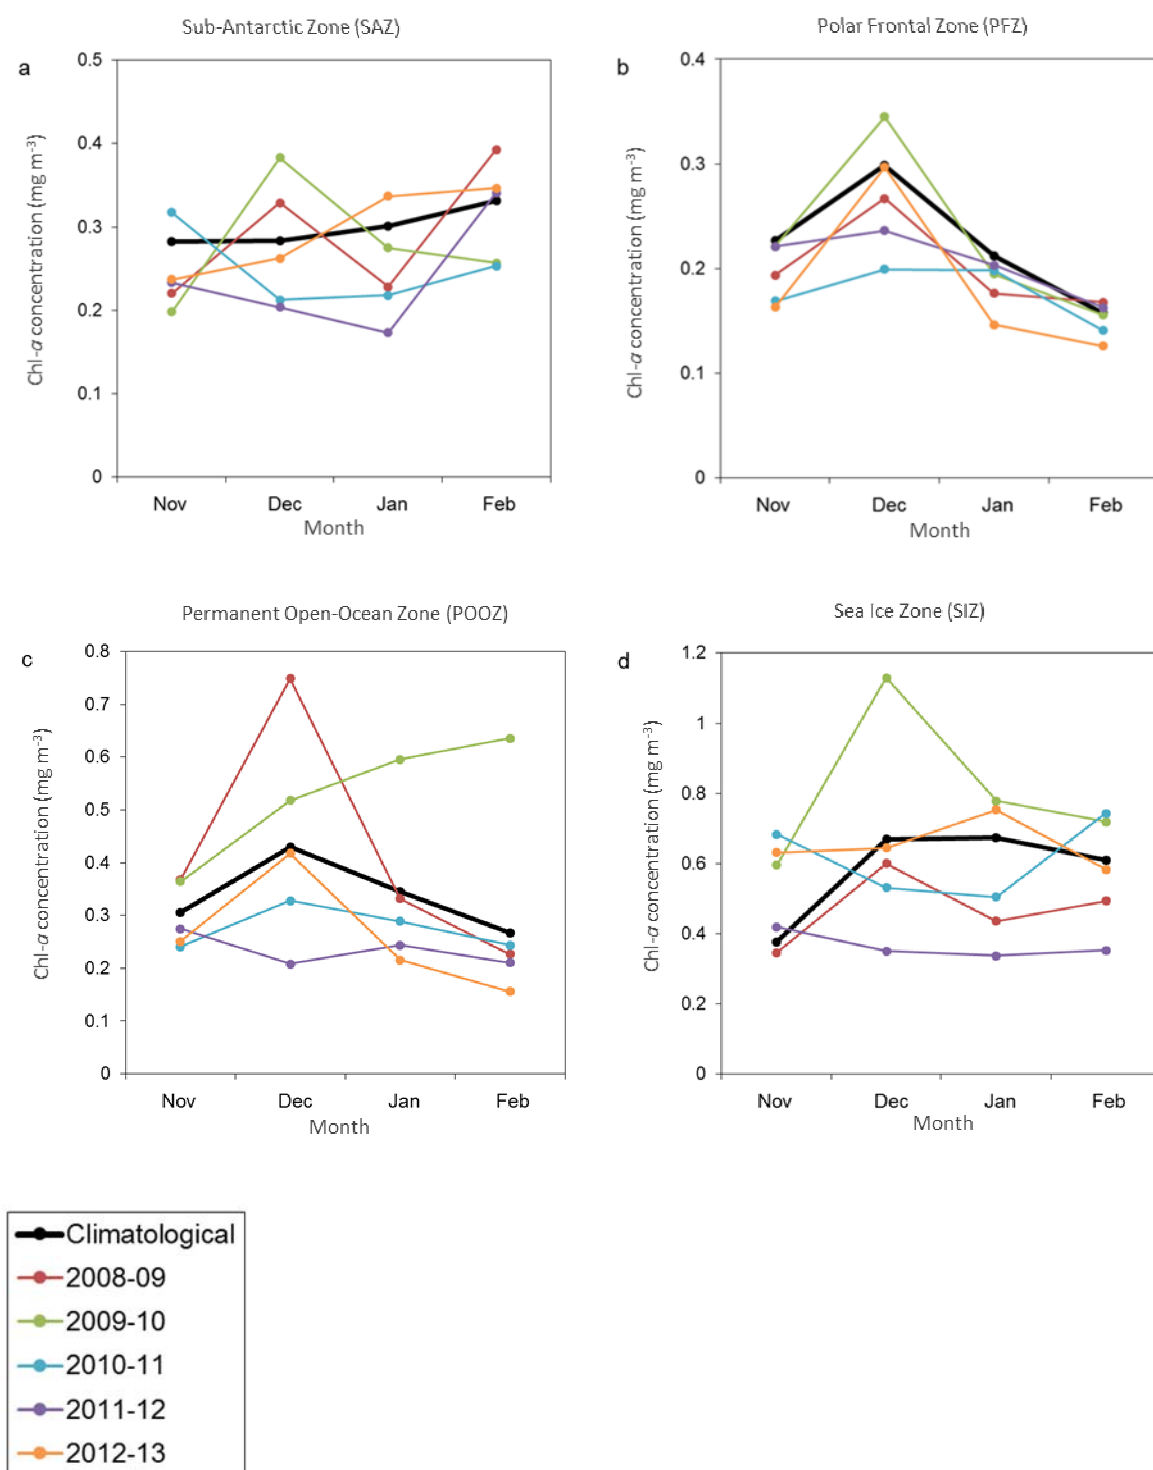 Sub-Antarctic Zone (SAZ)
a
Chl-α concentration (mg m⁻³)
0.5
0.4
0.3
0.2
0.1
0
Nov Dec Jan Feb
Month
Polar Frontal Zone (PFZ)
b
Chl-α concentration (mg m⁻³)
0.4
0.3
0.2
0.1
0
Nov Dec Jan Feb
Month
Permanent Open-Ocean Zone (POOZ)
c
Chl-α concentration (mg m⁻³)
0.8
0.7
0.6
0.5
0.4
0.3
0.2
0.1
0
Nov Dec Jan Feb
Month
Sea Ice Zone (SIZ)
d
Chl-α concentration (mg m⁻³)
1.2
1
0.8
0.6
0.4
0.2
0
Nov Dec Jan Feb
Month
Climatological
2008-09
2009-10
2010-11
2011-12
2012-13